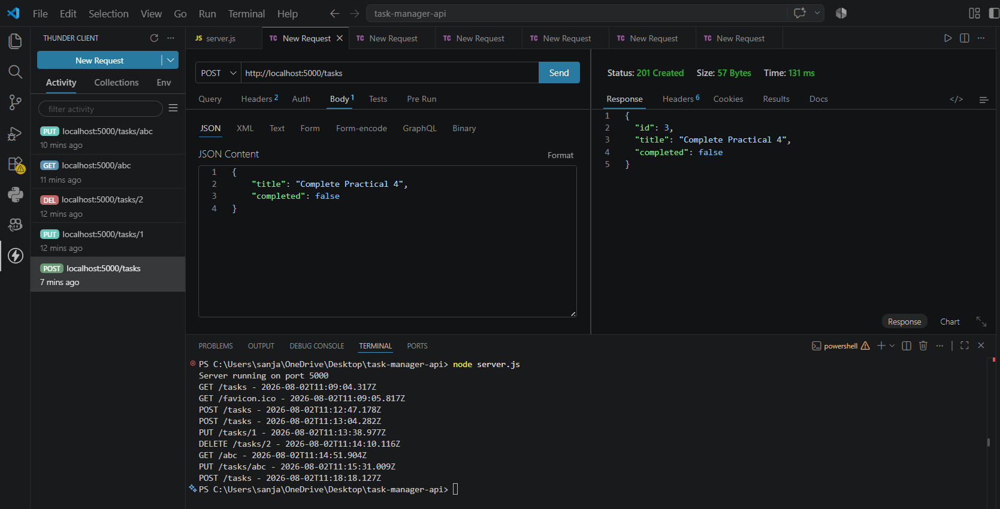 File Edit Selection View Go Run Terminal Help task-manager-api
THUNDER CLIENT
New Request
Activity Collections Env
filter activity
PUT localhost:5000/tasks/abc
10 mins ago
GET localhost:5000/abc
11 mins ago
DEL localhost:5000/tasks/2
12 mins ago
PUT localhost:5000/tasks/1
12 mins ago
POST localhost:5000/tasks
7 mins ago
JS server.js TC New Request TC New Request TC New Request TC New Request TC New Request TC New Request
POST http://localhost:5000/tasks Send
Query Headers 2 Auth Body 1 Tests Pre Run
JSON XML Text Form Form-encode GraphQL Binary
JSON Content Format
1 {
2 "title": "Complete Practical 4",
3 "completed": false
4 }
Status: 201 Created Size: 57 Bytes Time: 131 ms
Response Headers 6 Cookies Results Docs </>
1 {
2 "id": 3,
3 "title": "Complete Practical 4",
4 "completed": false
5 }
Response Chart
PROBLEMS OUTPUT DEBUG CONSOLE TERMINAL PORTS powershell
PS C:\Users\sanja\OneDrive\Desktop\task-manager-api> node server.js
Server running on port 5000
GET /tasks - 2026-08-02T11:09:04.317Z
GET /favicon.ico - 2026-08-02T11:09:05.817Z
POST /tasks - 2026-08-02T11:12:47.178Z
POST /tasks - 2026-08-02T11:13:04.282Z
PUT /tasks/1 - 2026-08-02T11:13:38.977Z
DELETE /tasks/2 - 2026-08-02T11:14:10.116Z
GET /abc - 2026-08-02T11:14:51.904Z
PUT /tasks/abc - 2026-08-02T11:15:31.009Z
POST /tasks - 2026-08-02T11:18:18.127Z
PS C:\Users\sanja\OneDrive\Desktop\task-manager-api>